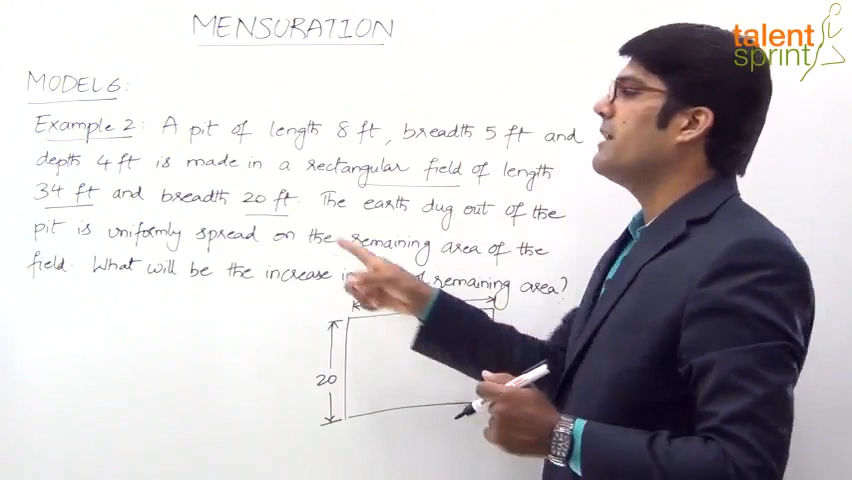 talent
sprint
MENSURATION
MODEL 6:
Example 2: A pit of length 8 ft, breadth 5 ft and
depth 4 ft is made in a rectangular field of length
34 ft and breadth 20 ft. The earth dug out of the
pit is uniformly spread on the remaining area of the
field. What will be the increase in of remaining area?
20